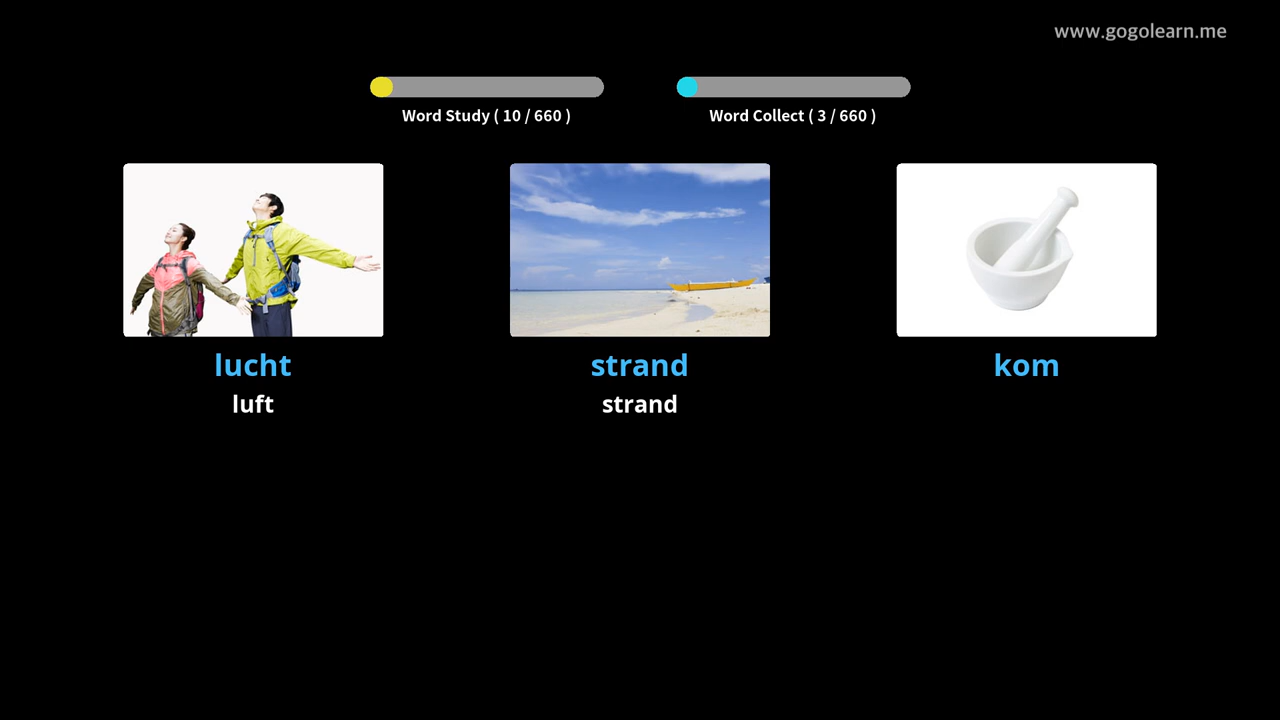 www.gogolearn.me
Word Study ( 10 / 660 )
Word Collect ( 3 / 660 )
lucht
strand
kom
luft
strand